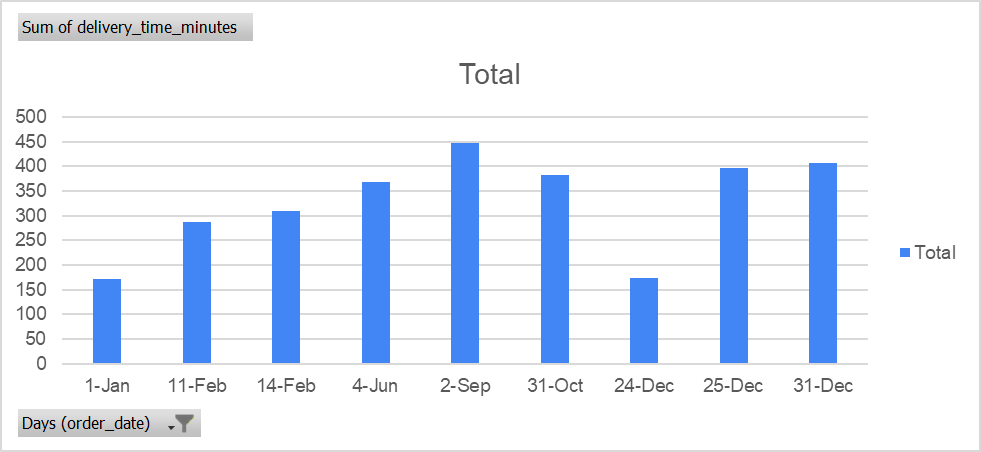 Sum of delivery_time_minutes
Total
500
450
400
350
300
250
200
150
100
50
0
Total
1-Jan 11-Feb 14-Feb 4-Jun 2-Sep 31-Oct 24-Dec 25-Dec 31-Dec
Days (order_date)